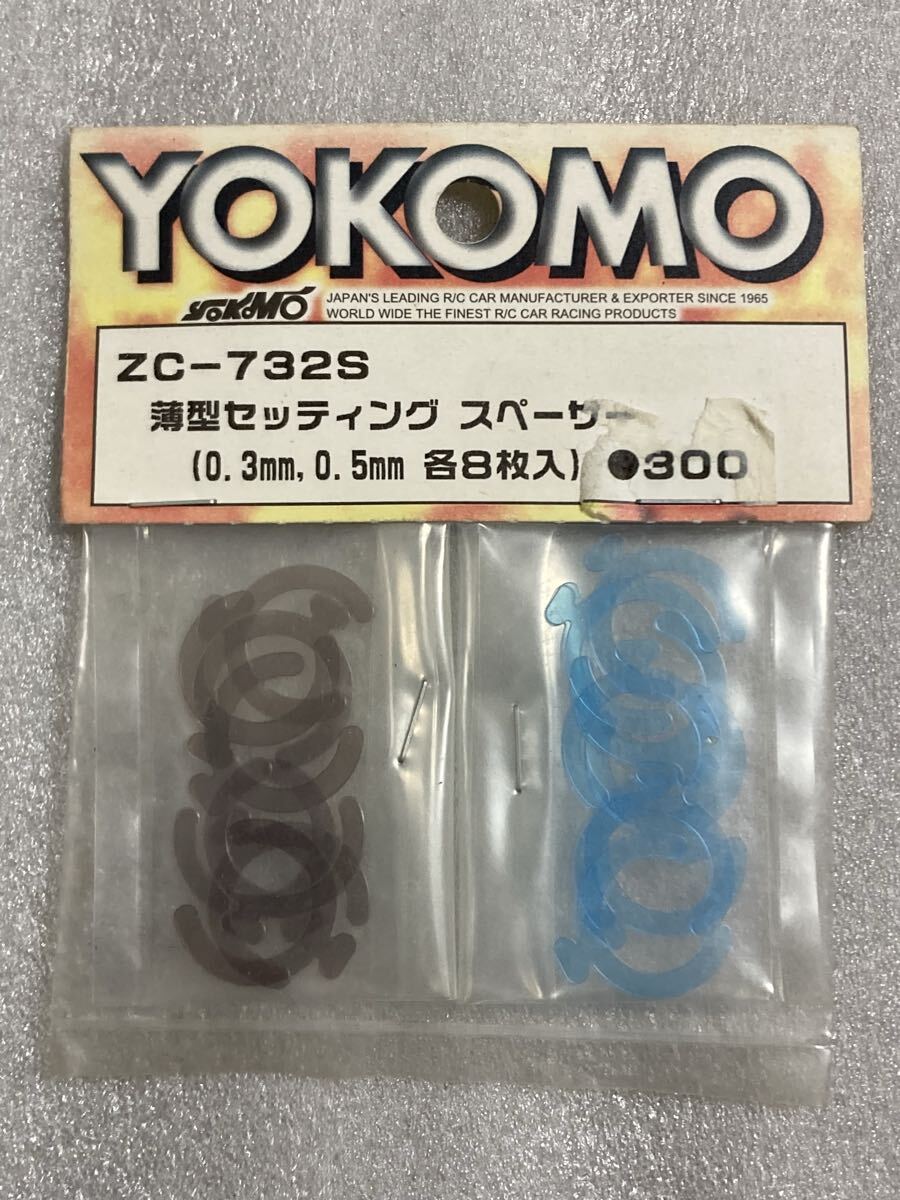 YOKOMO
YOKOMO
JAPAN'S LEADING R/C CAR MANUFACTURER & EXPORTER SINCE 1965
WORLD WIDE THE FINEST R/C CAR RACING PRODUCTS
ZC-732S
薄型セッティング スペーサー
(0.3mm,0.5mm 各8枚入) ●300